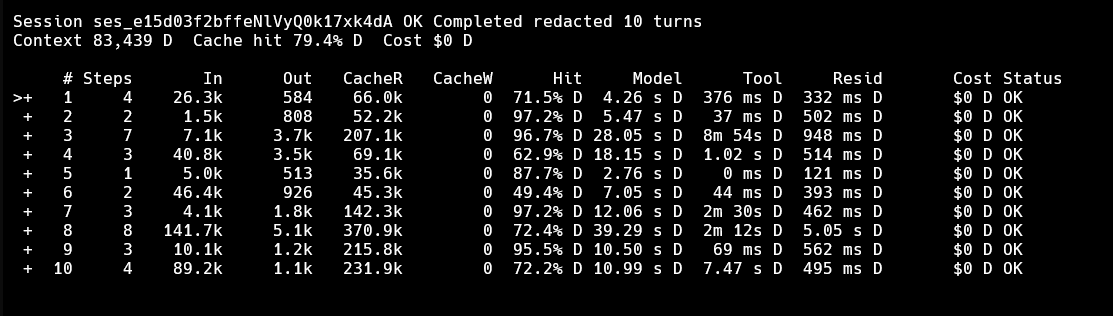 Session ses_e15d03f2bffeNlVyQ0k17xk4dA OK Completed redacted 10 turns
Context 83,439 D  Cache hit 79.4% D  Cost $0 D
     # Steps       In      Out   CacheR   CacheW      Hit     Model      Tool     Resid       Cost Status
>+   1     4    26.3k      584    66.0k        0  71.5% D  4.26 s D  376 ms D  332 ms D       $0 D OK
 +   2     2     1.5k      808    52.2k        0  97.2% D  5.47 s D   37 ms D  502 ms D       $0 D OK
 +   3     7     7.1k     3.7k   207.1k        0  96.7% D 28.05 s D  8m 54s D  948 ms D       $0 D OK
 +   4     3    40.8k     3.5k    69.1k        0  62.9% D 18.15 s D  1.02 s D  514 ms D       $0 D OK
 +   5     1     5.0k      513    35.6k        0  87.7% D  2.76 s D    0 ms D  121 ms D       $0 D OK
 +   6     2    46.4k      926    45.3k        0  49.4% D  7.05 s D   44 ms D  393 ms D       $0 D OK
 +   7     3     4.1k     1.8k   142.3k        0  97.2% D 12.06 s D  2m 30s D  462 ms D       $0 D OK
 +   8     8   141.7k     5.1k   370.9k        0  72.4% D 39.29 s D  2m 12s D  5.05 s D       $0 D OK
 +   9     3    10.1k     1.2k   215.8k        0  95.5% D 10.50 s D   69 ms D  562 ms D       $0 D OK
 +  10     4    89.2k     1.1k   231.9k        0  72.2% D 10.99 s D  7.47 s D  495 ms D       $0 D OK